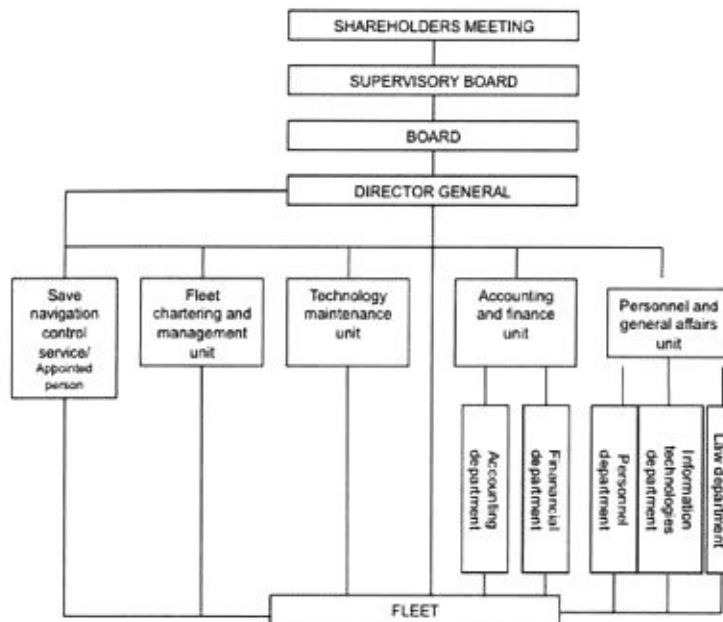 SHAREHOLDERS MEETING
SUPERVISORY BOARD
BOARD
DIRECTOR GENERAL
Save
navigation
control
service/
Appointed
person
Fleet
chartering and
management
unit
Technology
maintenance
unit
Accounting
and finance
unit
Personnel and
general affairs
unit
Accounting
department
Finanancial
department
Personnel
department
Information
technologies
department
Law department
FLEET